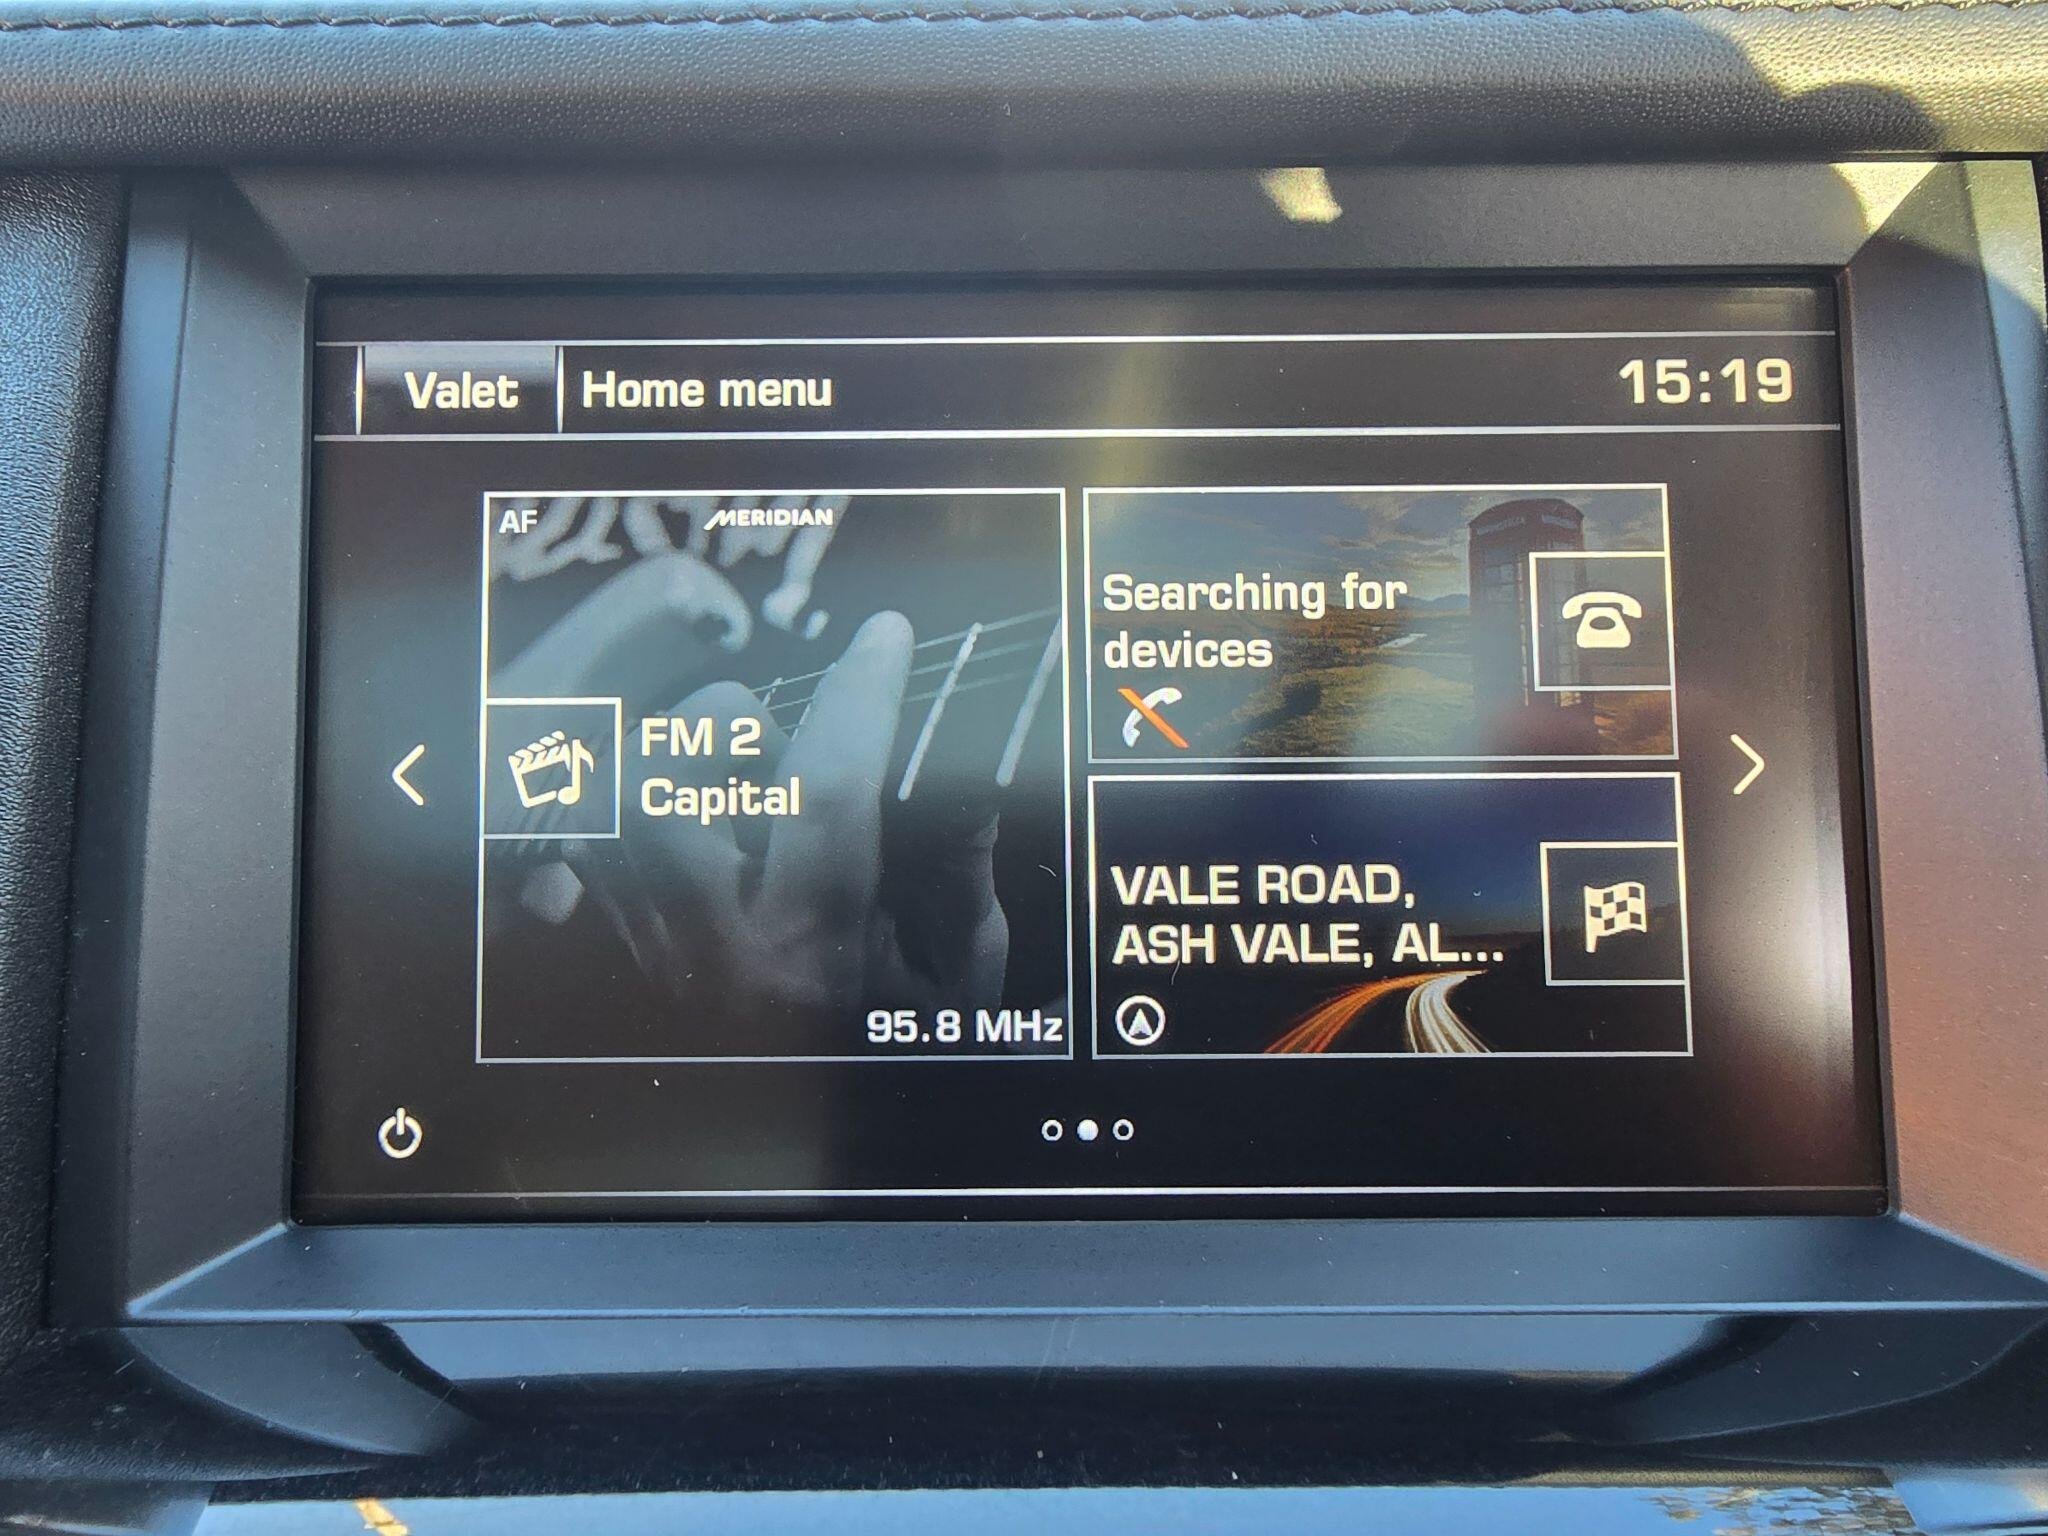 Valet
Home menu
15:19
AF
MERIDIAN
FM 2
Capital
95.8 MHz
Searching for
devices
VALE ROAD,
ASH VALE, AL...